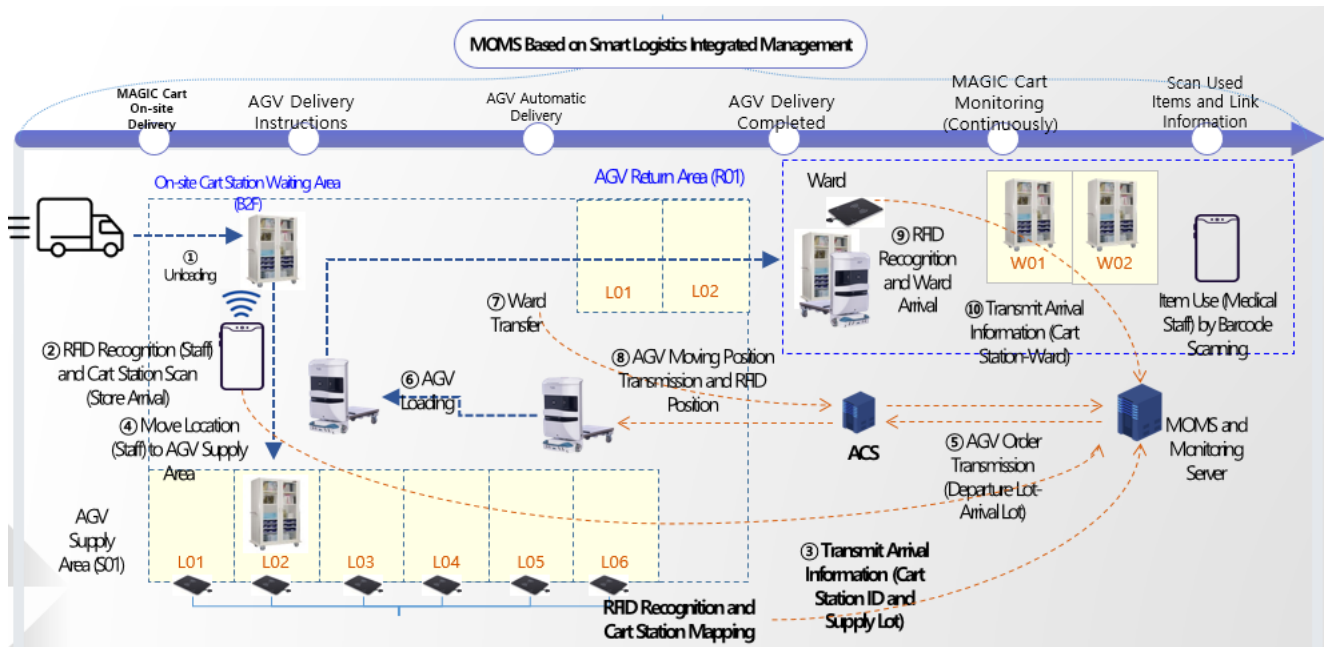 MOMS Based on Smart Logistics Integrated Management
MAGIC Cart
On-site
Delivery
AGV Delivery
Instructions
AGV Automatic
Delivery
AGV Delivery
Completed
MAGIC Cart
Monitoring
(Continuously)
Scan Used
Items and Link
Information
On-site Cart Station Waiting Area
(B2F)
AGV Return Area (R01)
Ward
①
Unloading
⑨ RFID
Recognition
and Ward
Arrival
W01
W02
L01
L02
⑦ Ward
Transfer
⑩ Transmit Arrival
Information (Cart
Station-Ward)
Item Use (Medical
Staff) by Barcode
Scanning
② RFID Recognition (Staff)
and Cart Station Scan
(Store Arrival)
⑧ AGV Moving Position
Transmission and RFID
Position
⑥ AGV
Loading
④ Move Location
(Staff) to AGV Supply
Area
ACS
⑤ AGV Order
Transmission
(Departure Lot-
Arrival Lot)
MOMS and
Monitoring
Server
AGV
Supply
Area (S01)
L01
L02
L03
L04
L05
L06
③ Transmit Arrival
Information (Cart
Station ID and
Supply Lot)
RFID Recognition and
Cart Station Mapping